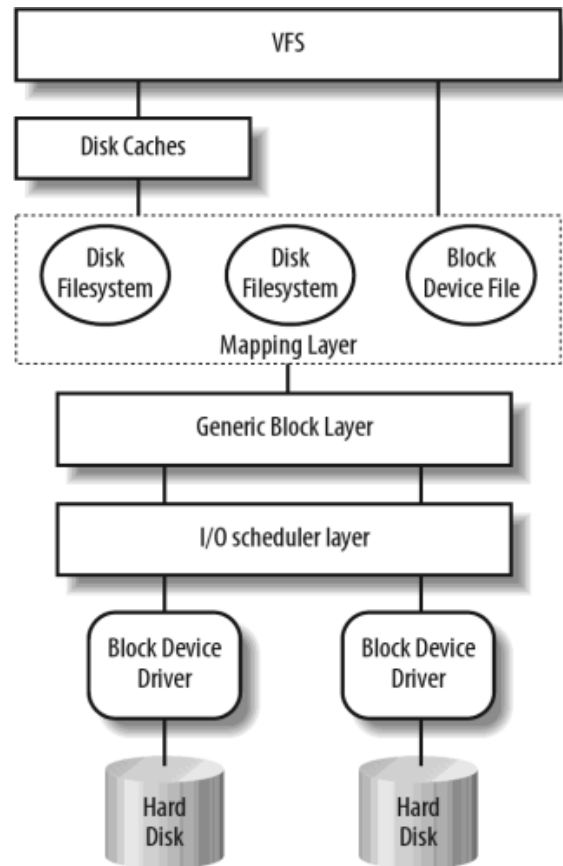 VFS
Disk Caches
Disk
Filesystem
Disk
Filesystem
Block
Device File
Mapping Layer
Generic Block Layer
I/O scheduler layer
Block Device
Driver
Block Device
Driver
Hard
Disk
Hard
Disk